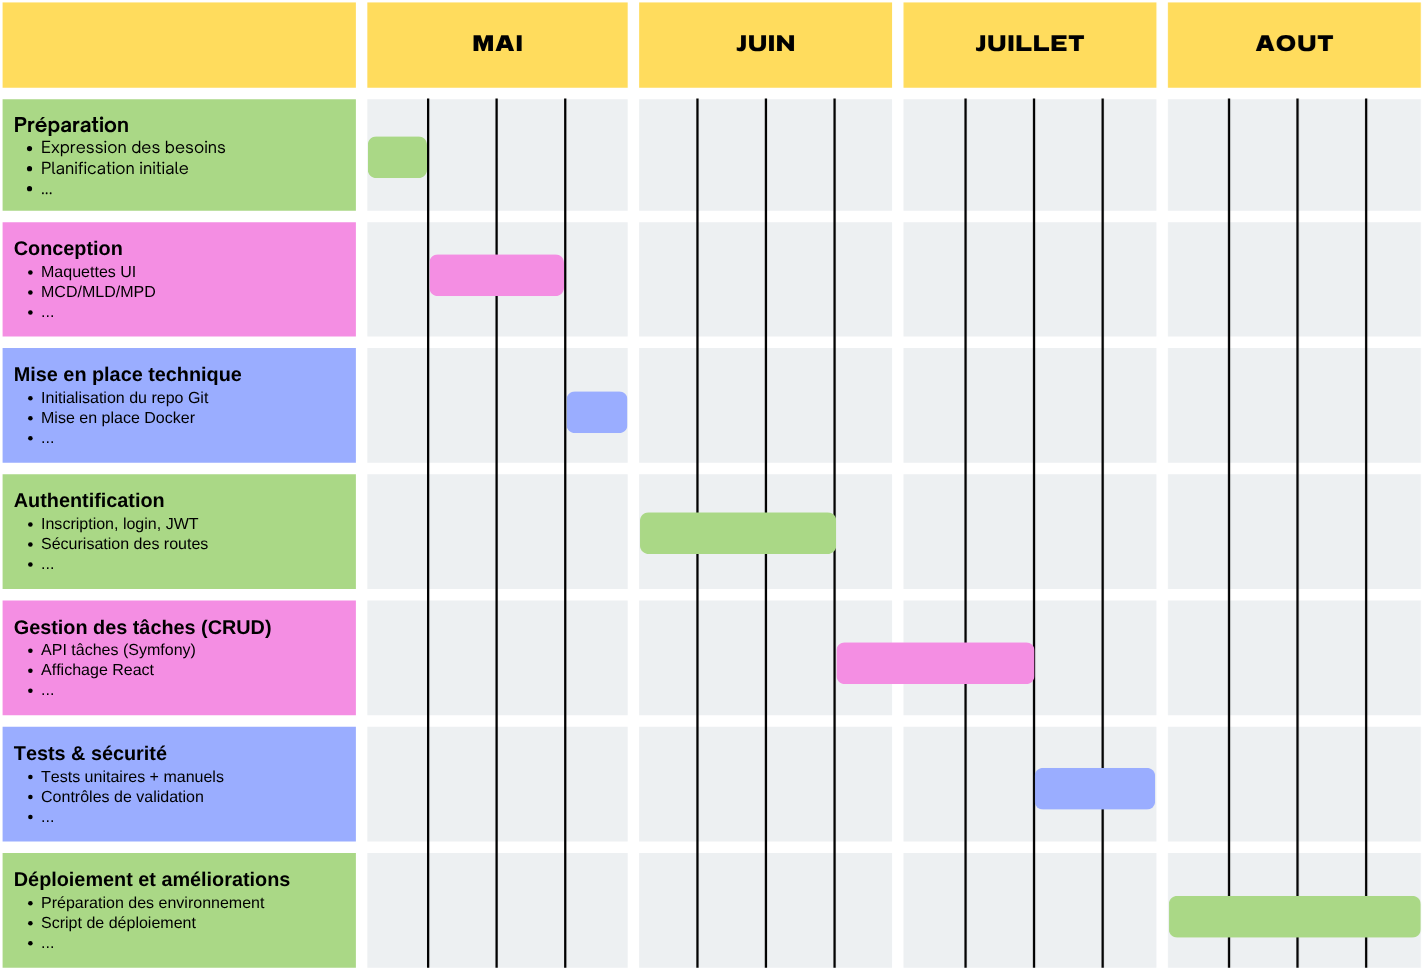 MAI
JUIN
JUILLET
AOUT
Préparation
• Expression des besoins
• Planification initiale
• ...
Conception
• Maquettes UI
• MCD/MLD/MPD
• ...
Mise en place technique
• Initialisation du repo Git
• Mise en place Docker
• ...
Authentification
• Inscription, login, JWT
• Sécurisation des routes
• ...
Gestion des tâches (CRUD)
• API tâches (Symfony)
• Affichage React
• ...
Tests & sécurité
• Tests unitaires + manuels
• Contrôles de validation
• ...
Déploiement et améliorations
• Préparation des environnement
• Script de déploiement
• ...